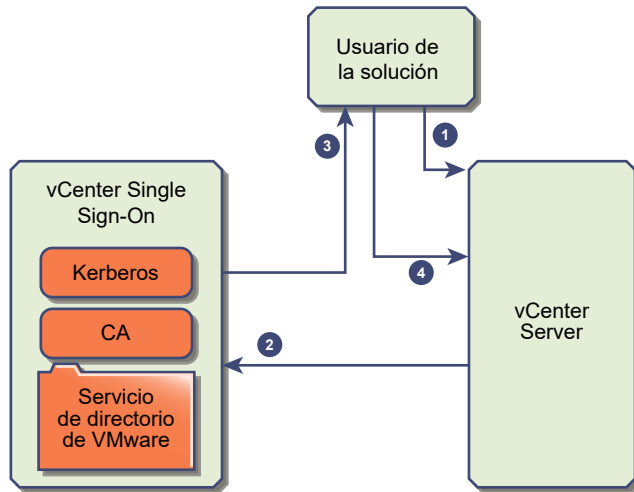 Usuario de
la solución
1
3
vCenter Single
Sign-On
Kerberos
4
CA
vCenter
Server
2
Servicio
de directorio
de VMware